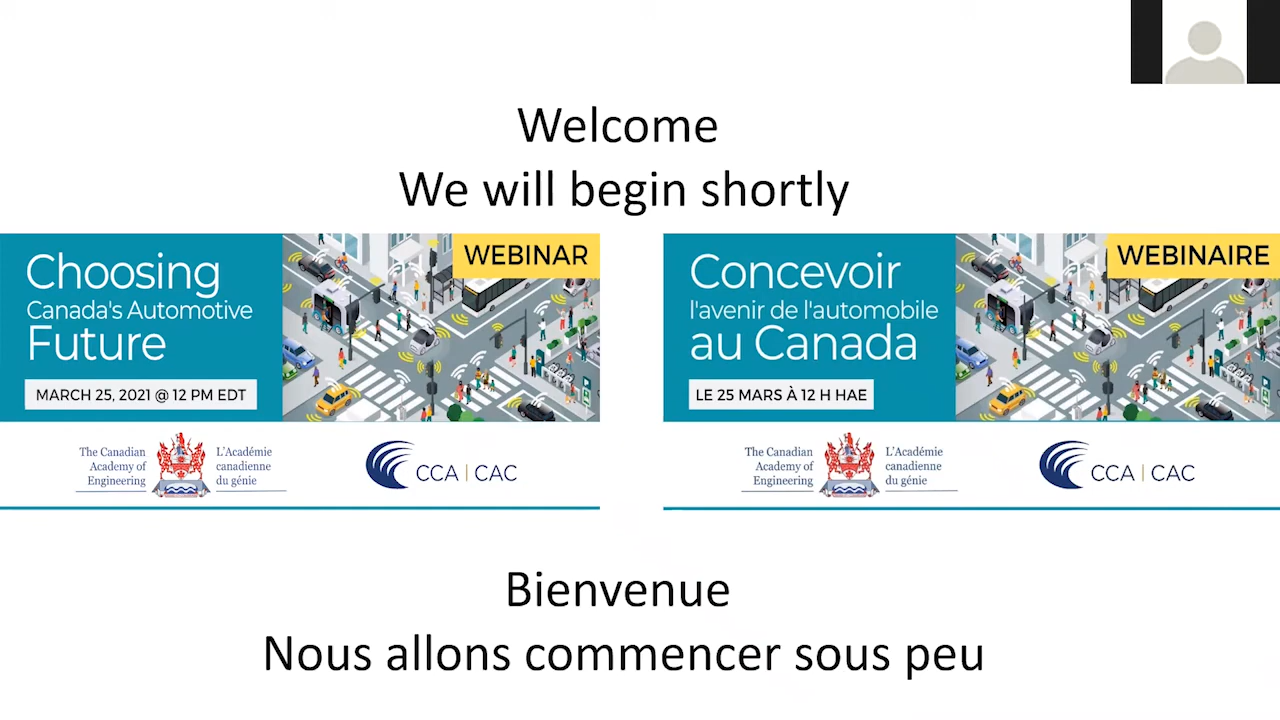 Welcome
We will begin shortly
WEBINAR
Choosing
Canada's Automotive
Future
MARCH 25, 2021 @ 12 PM EDT
The Canadian
Academy of
Engineering
L'Académie
canadienne
du génie
CCA | CAC
WEBINAIRE
Concevoir
l'avenir de l'automobile
au Canada
LE 25 MARS À 12 H HAE
The Canadian
Academy of
Engineering
L'Académie
canadienne
du génie
CCA | CAC
Bienvenue
Nous allons commencer sous peu